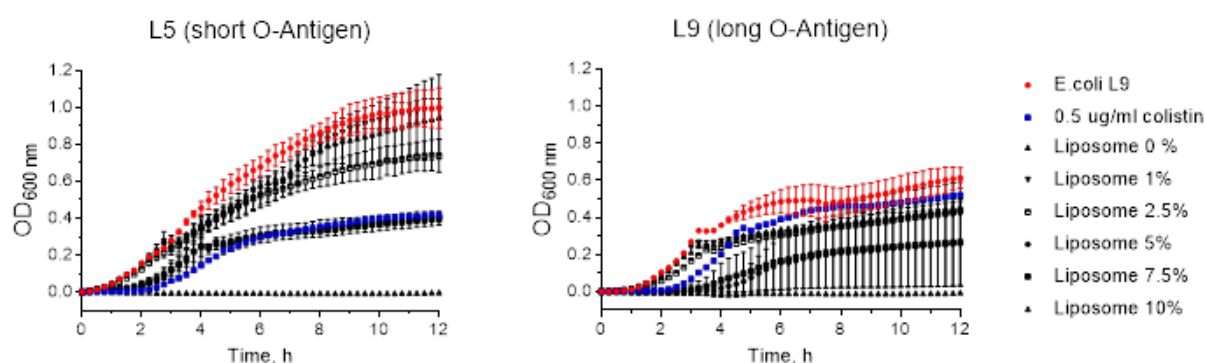 L5 (short O-Antigen)
L9 (long O-Antigen)
OD600 nm
1.2
1.0
0.8
0.6
0.4
0.2
0.0
0 2 4 6 8 10 12
Time, h
OD600 nm
1.2
1.0
0.8
0.6
0.4
0.2
0.0
0 2 4 6 8 10 12
Time, h
E.coli L9
0.5 ug/ml colistin
Liposome 0 %
Liposome 1%
Liposome 2.5%
Liposome 5%
Liposome 7.5%
Liposome 10%